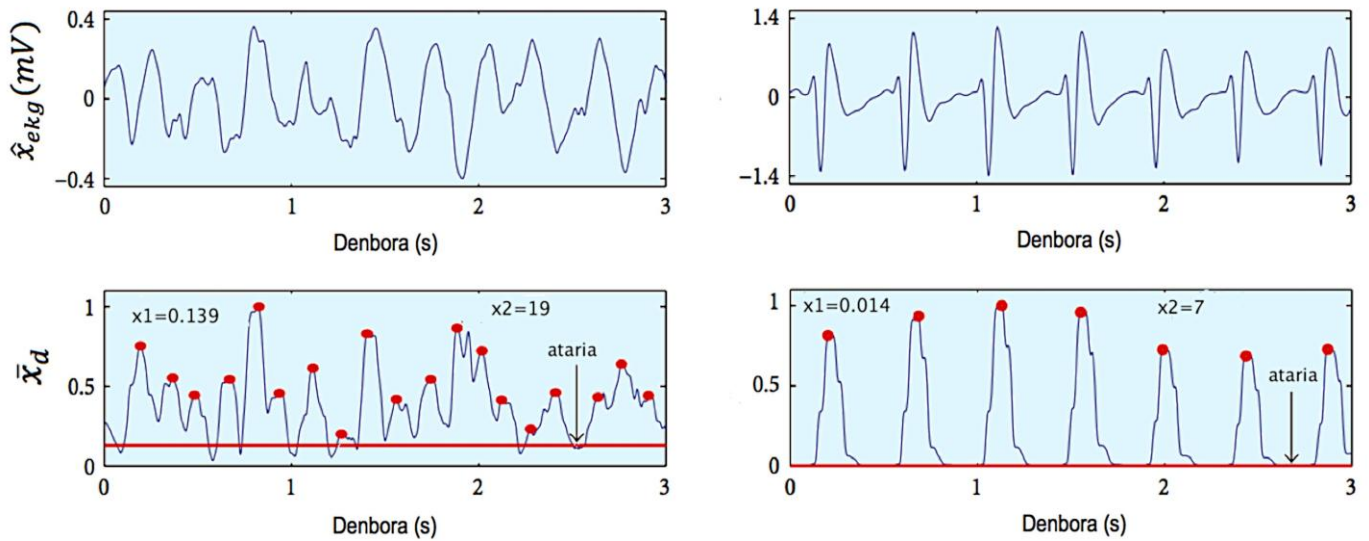 x̂ekg(mV)
0.4
0
−0.4
0 1 2 3
Denbora (s)
1.4
0
−1.4
0 1 2 3
Denbora (s)
x̄d
1
0.5
0
x1=0.139
x2=19
ataria
0 1 2 3
Denbora (s)
1
0.5
0
x1=0.014
x2=7
ataria
0 1 2 3
Denbora (s)